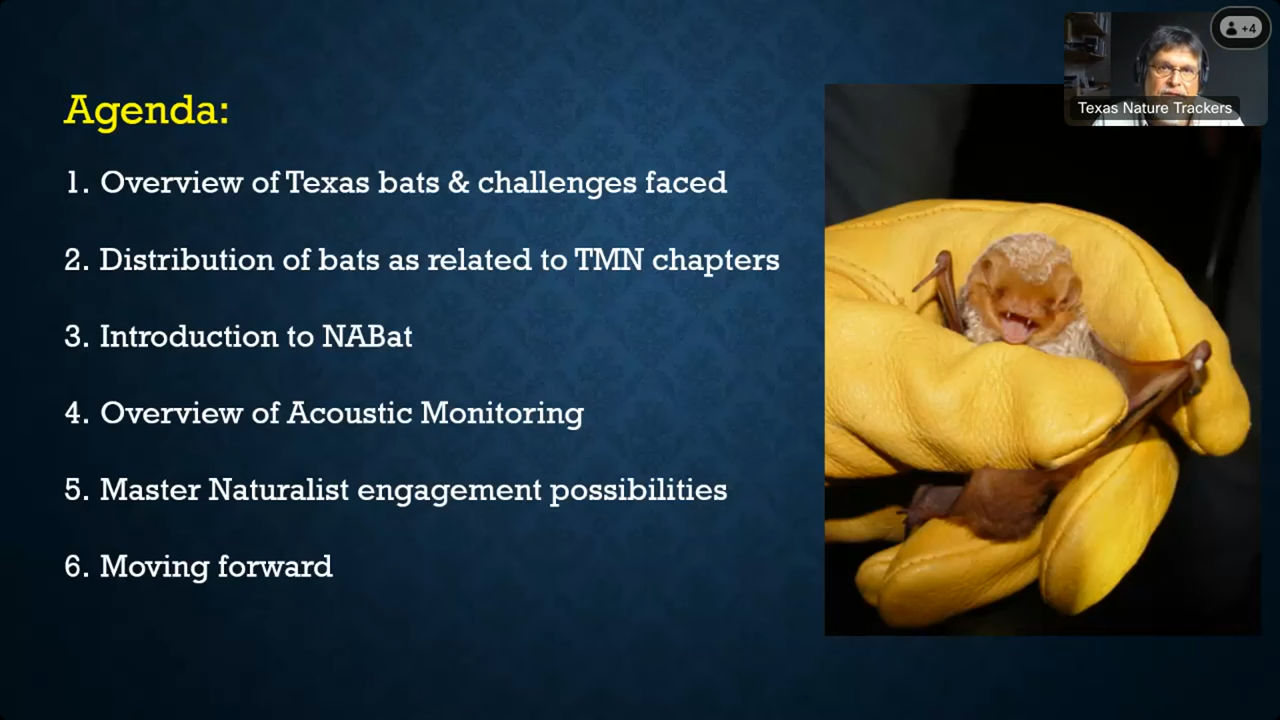 +4
Texas Nature Trackers
Agenda:
1. Overview of Texas bats & challenges faced
2. Distribution of bats as related to TMN chapters
3. Introduction to NABat
4. Overview of Acoustic Monitoring
5. Master Naturalist engagement possibilities
6. Moving forward